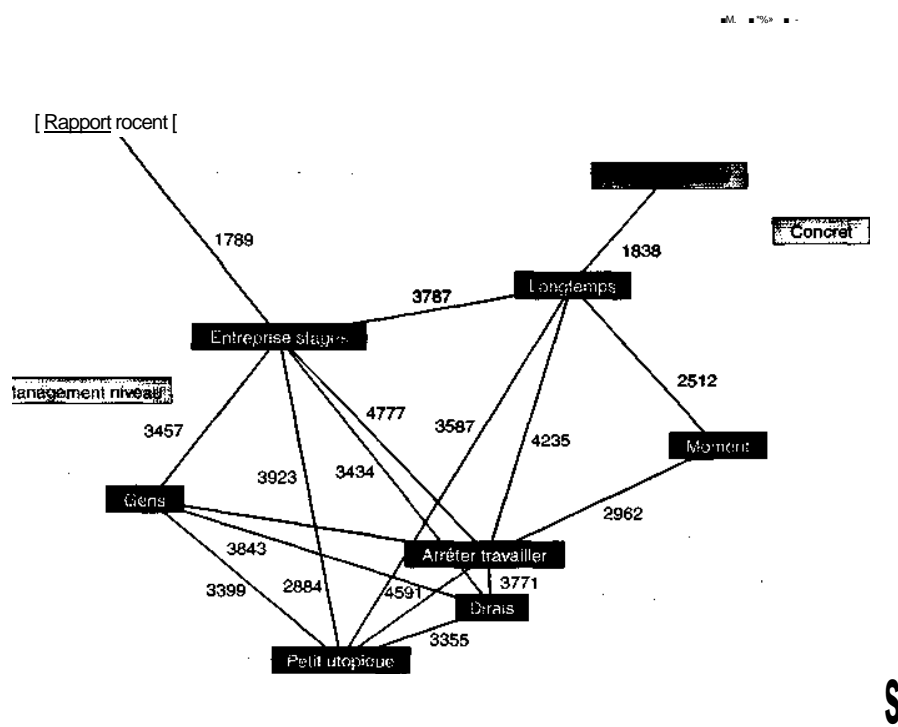 [ Rapport rocent [
1789
Concret
1838
Longtemps
3787
Entreprise stages
anagement niveau
2512
4777
3587
4235
3457
Moment
3923
3434
Gens
2962
3843
Arrêter travailler
3399
2884
4591
3771
Dirais
3355
Petit utopique
S